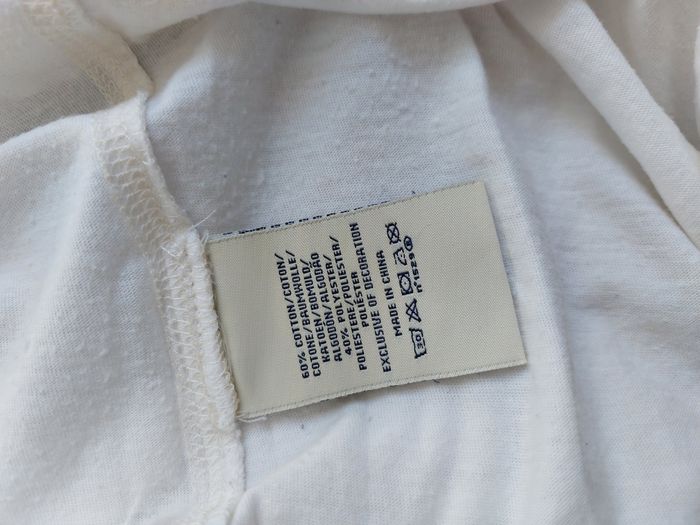 60% COTTON/COTON/
COTONE/BAUMWOLLE/
KATOEN/BOMULD/
ALGODÓN/ALGODÃO
40% POLYESTER/
POLIESTERE/POLIESTER/
POLIÉSTER
EXCLUSIVE OF DECORATION
MADE IN CHINA
30